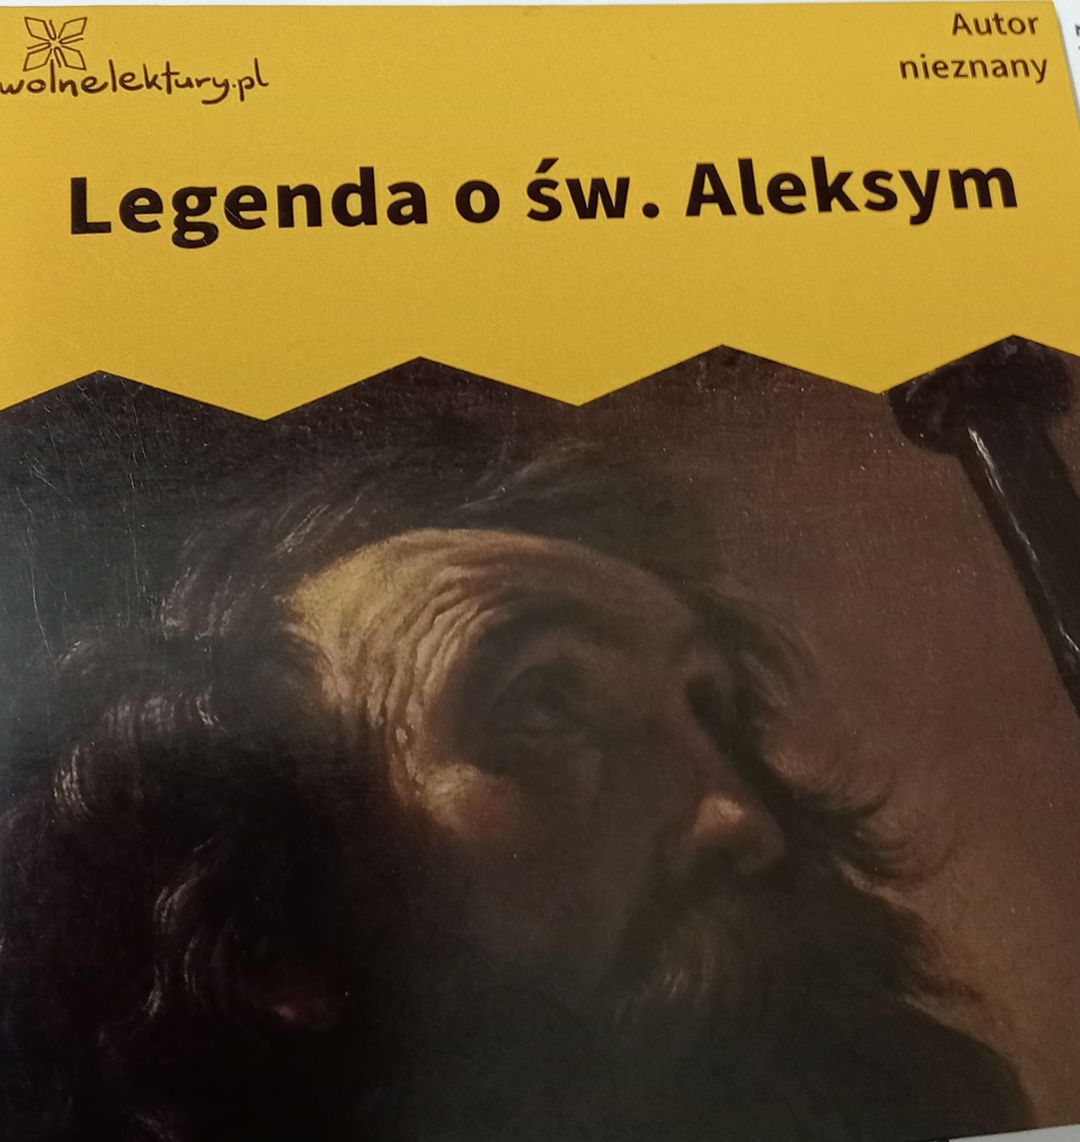 wolnelektury.pl
Autor
nieznany
Legenda o św. Aleksym